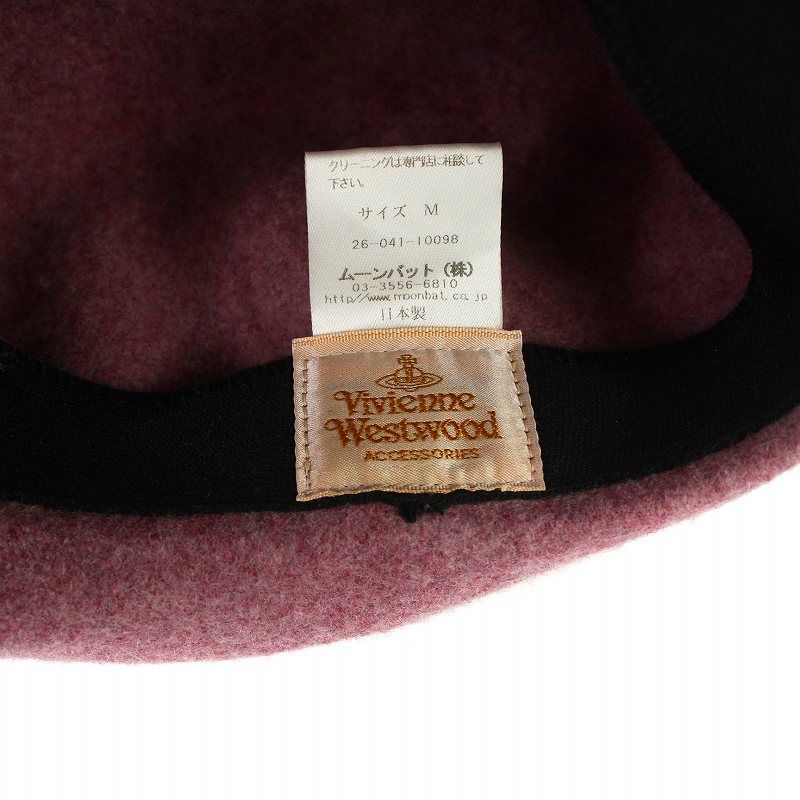 クリーニングは専門店に相談して
下さい。
サイズ M
26-041-10098
ムーンバット(株)
03-3556-6810
http//www.moonbat.co.jp
日本製
Vivienne
Westwood
ACCESSORIES